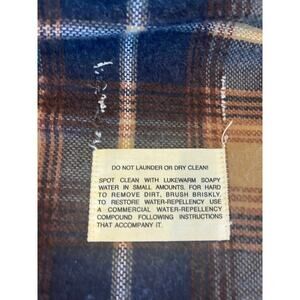 DO NOT LAUNDER OR DRY CLEAN!
SPOT CLEAN WITH LUKEWARM SOAPY
WATER IN SMALL AMOUNTS. FOR HARD
TO REMOVE DIRT, BRUSH BRISKLY.
TO RESTORE WATER-REPELLENCY USE
A COMMERCIAL WATER-REPELLENCY
COMPOUND FOLLOWING INSTRUCTIONS
THAT ACCOMPANY IT.